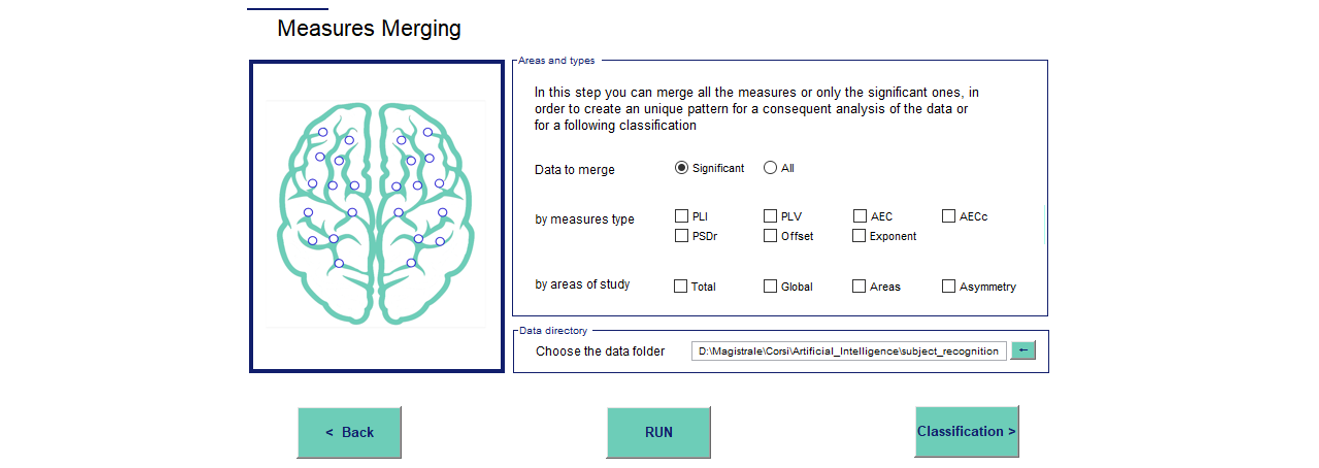 Measures Merging
Areas and types
In this step you can merge all the measures or only the significant ones, in
order to create an unique pattern for a consequent analysis of the data or
for a following classification
Data to merge Significant All
by measures type PLI PLV AEC AECc
PSDr Offset Exponent
by areas of study Total Global Areas Asymmetry
Data directory
Choose the data folder D:\Magistrale\Corsi\Artificial_Intelligence\subject_recognition ←
< Back RUN Classification >